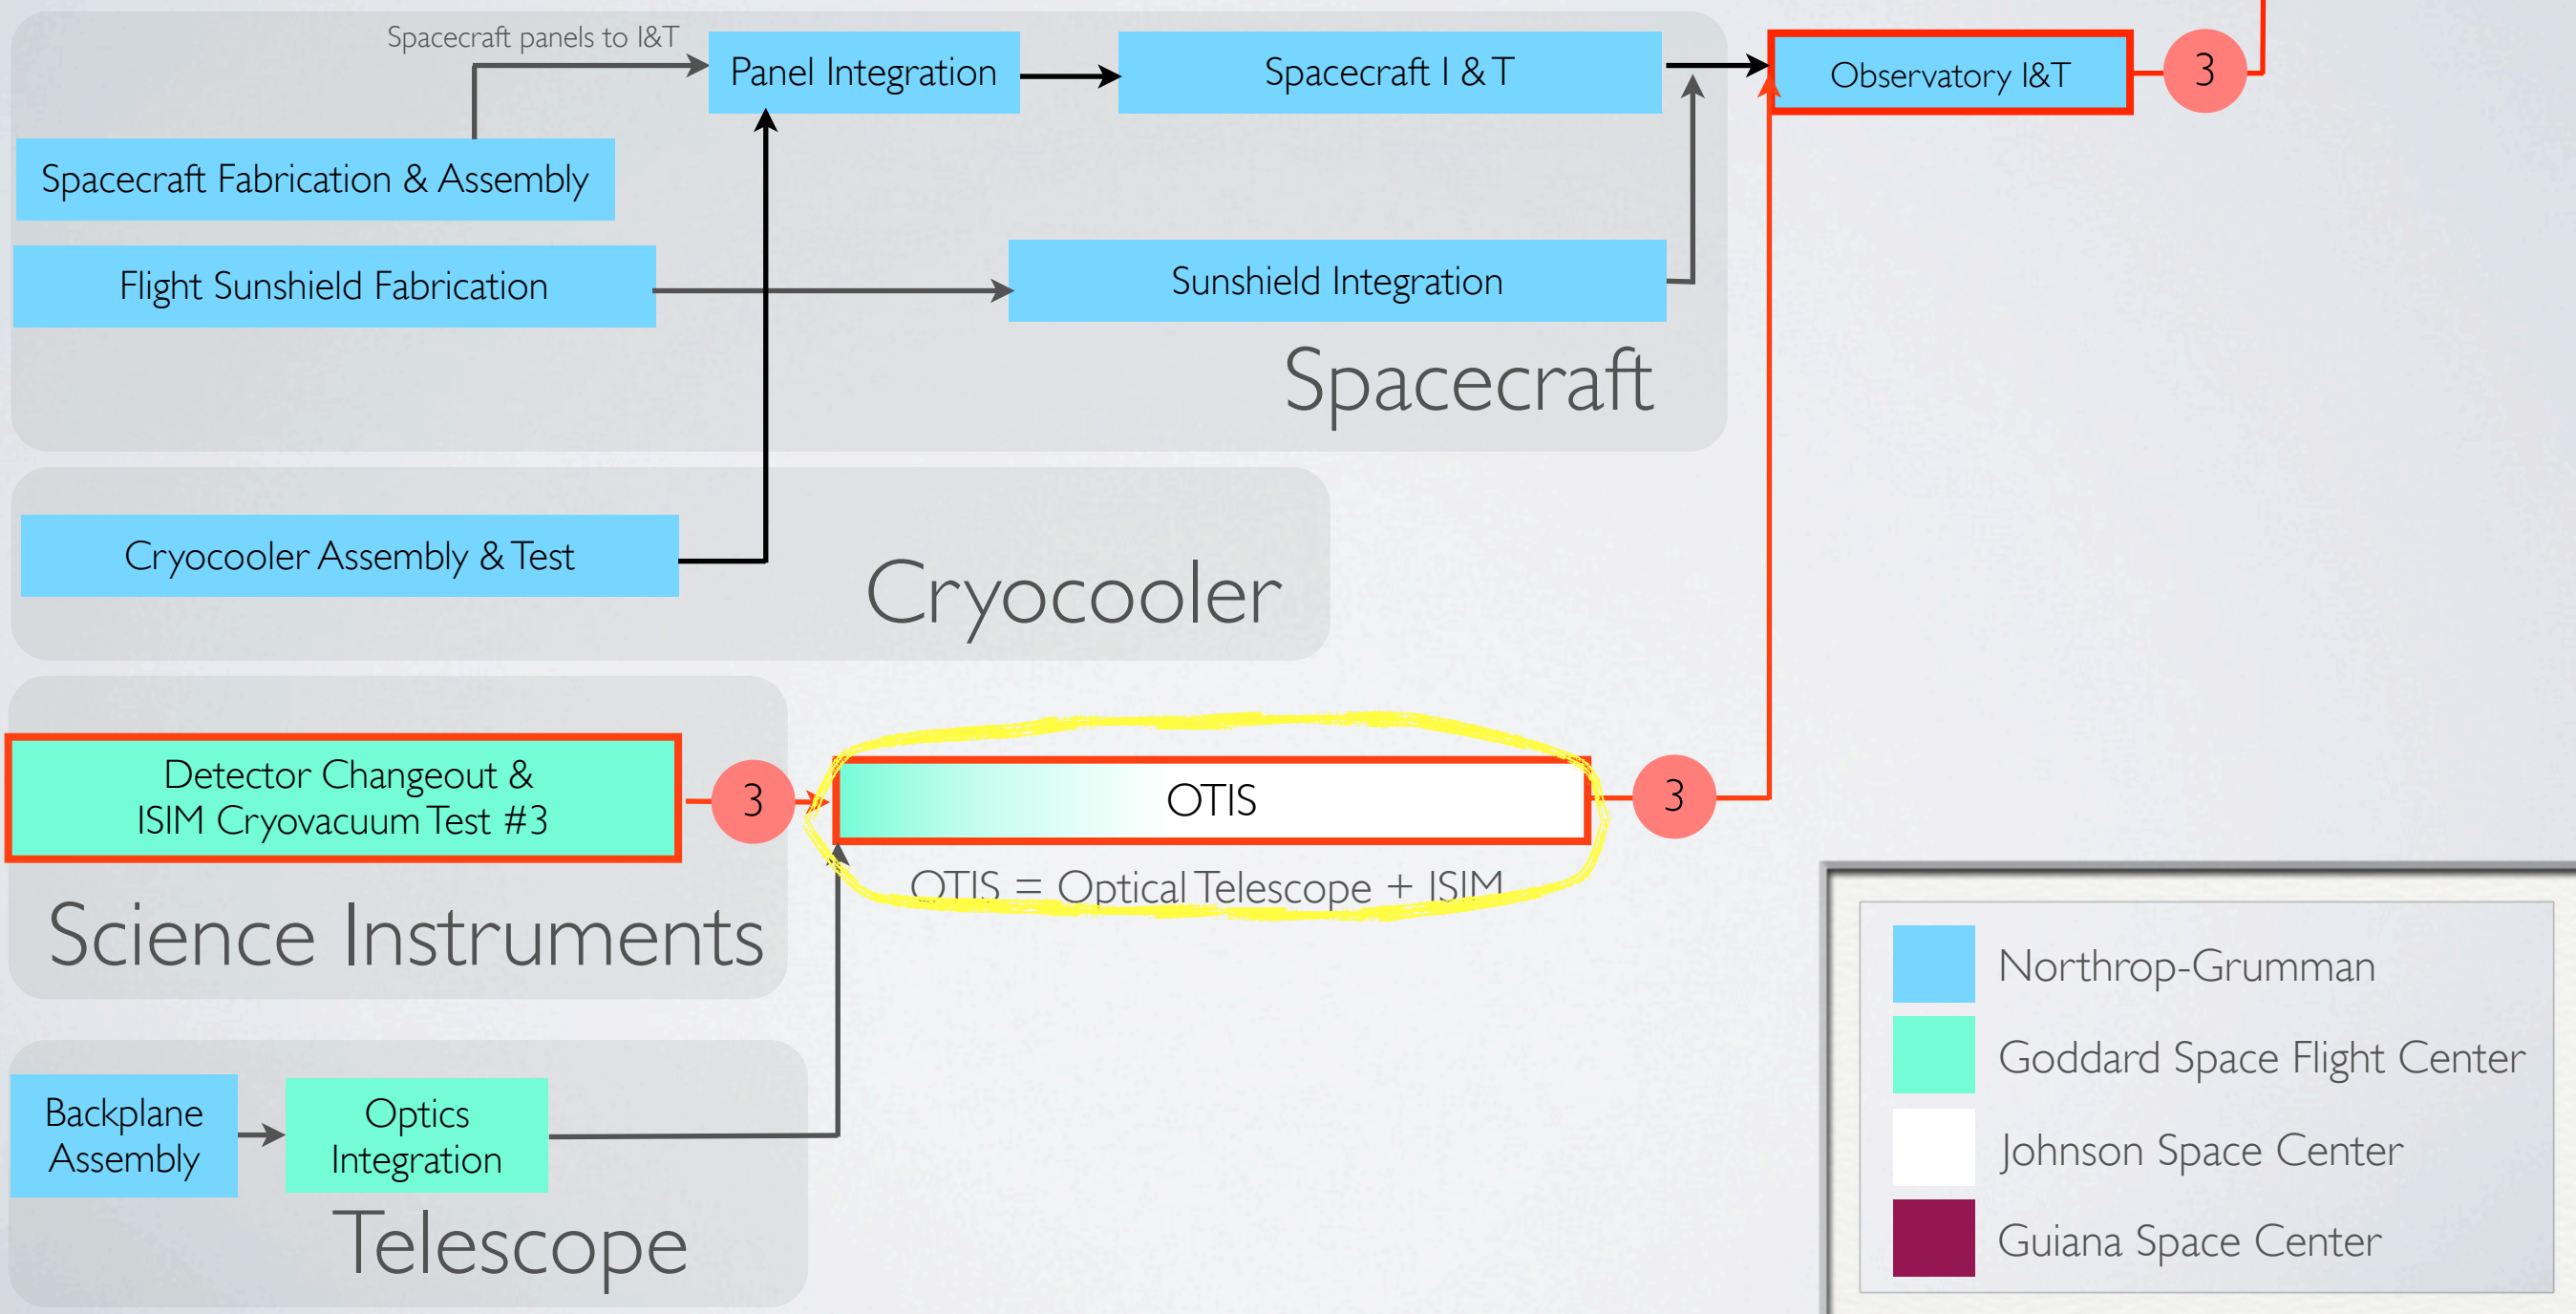 Spacecraft panels to I&T
Panel Integration
Spacecraft I & T
Observatory I&T
3
Spacecraft Fabrication & Assembly
Flight Sunshield Fabrication
Sunshield Integration
Spacecraft
Cryocooler Assembly & Test
Cryocooler
Detector Changeout &
ISIM Cryovacuum Test #3
3
OTIS
3
OTIS = Optical Telescope + ISIM
Science Instruments
Backplane
Assembly
Optics
Integration
Telescope
Northrop-Grumman
Goddard Space Flight Center
Johnson Space Center
Guiana Space Center